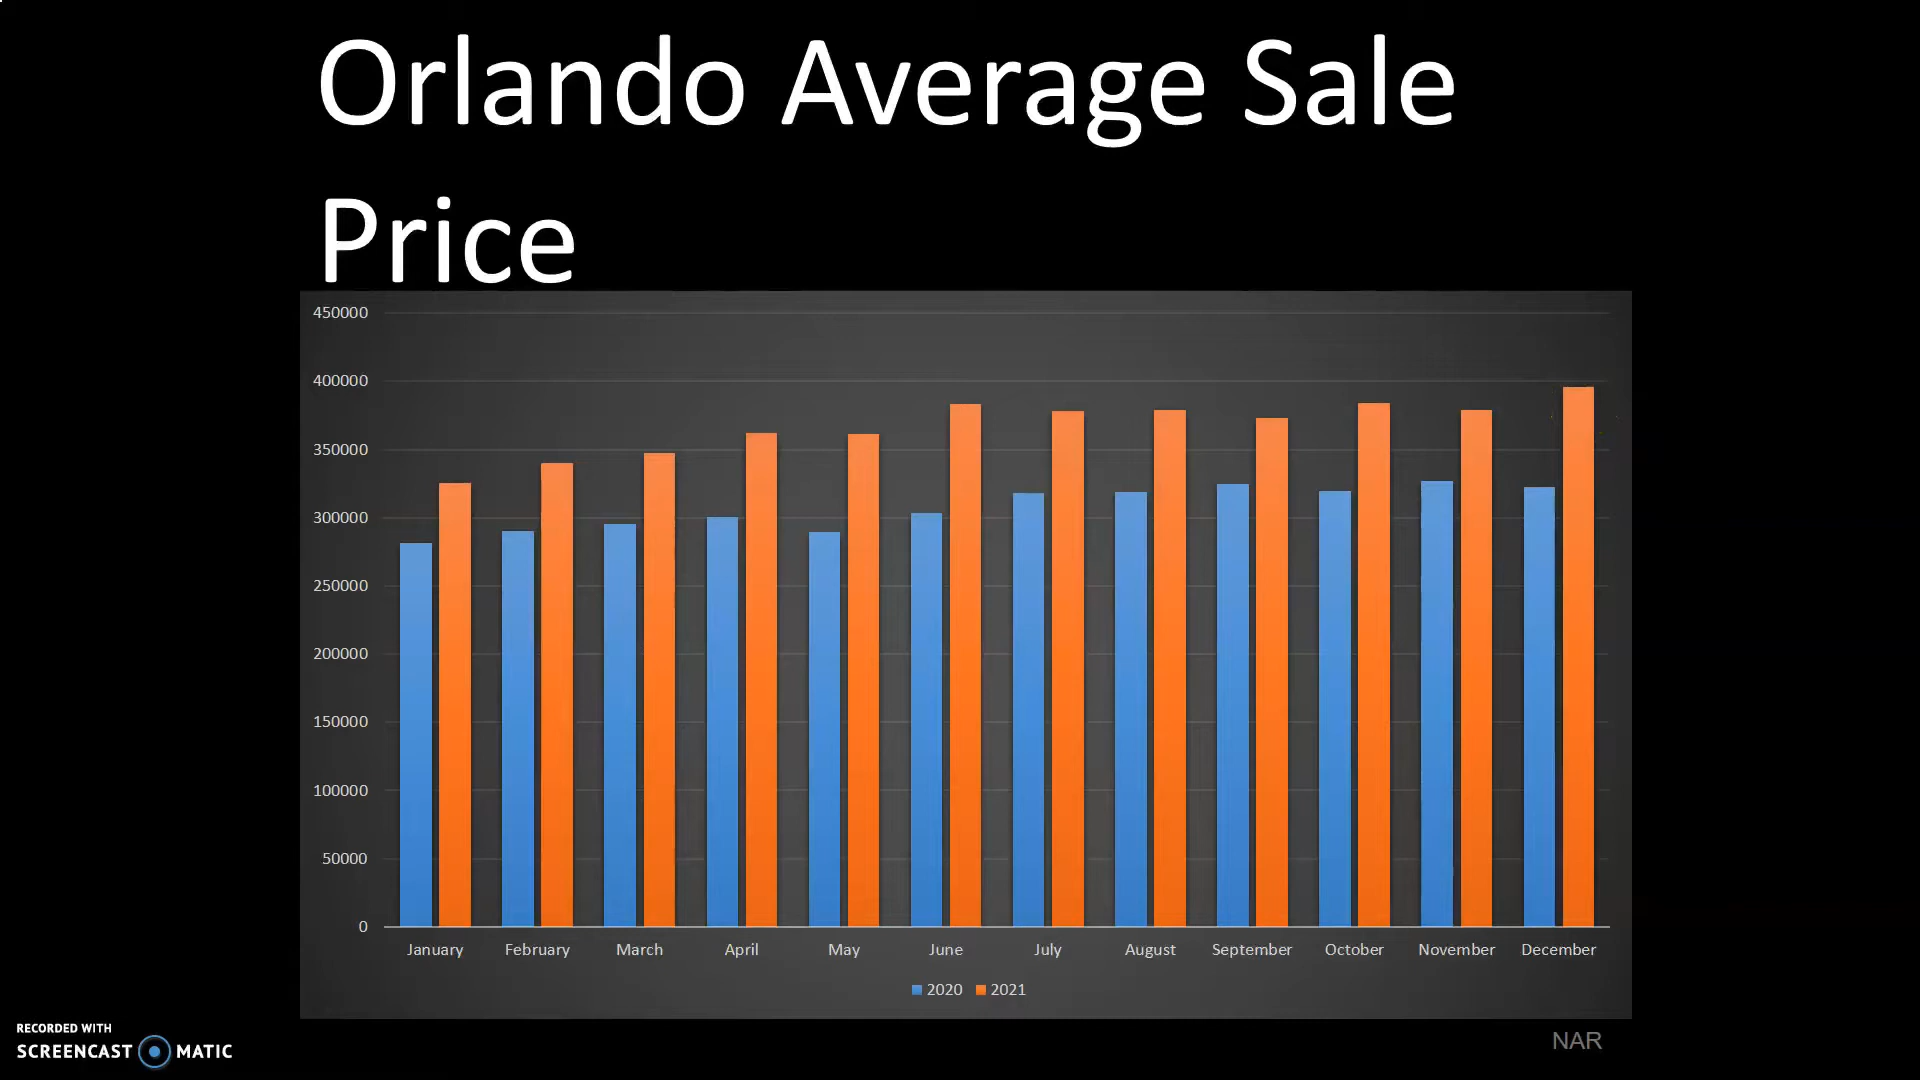 Orlando Average Sale
Price
450000
400000
350000
300000
250000
200000
150000
100000
50000
0
January February March April May June July August September October November December
2020 2021
RECORDED WITH
SCREENCAST MATIC
NAR